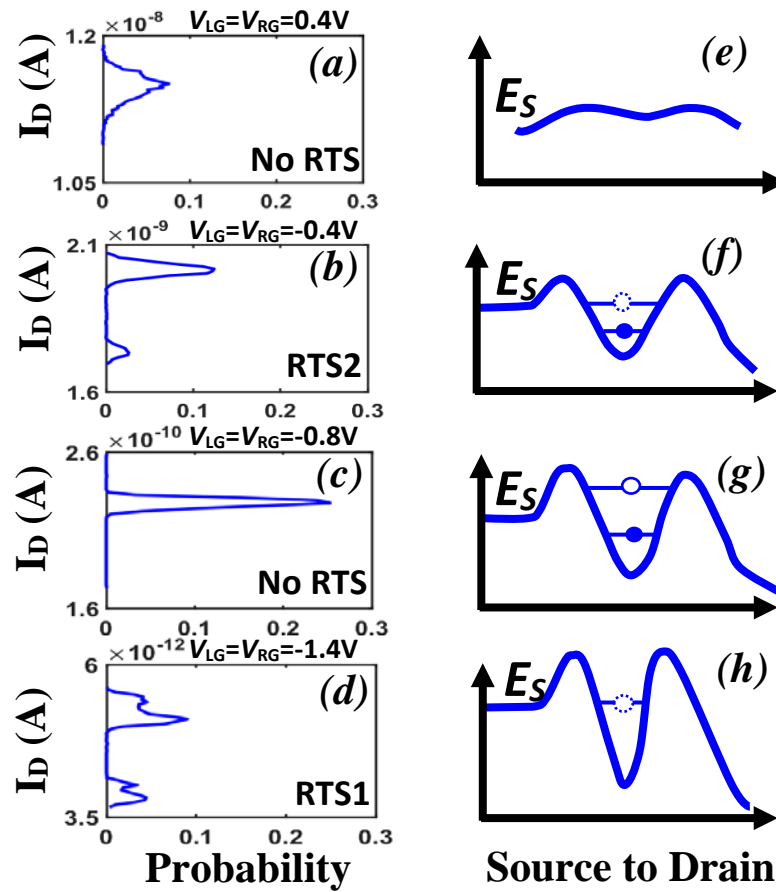 ×10⁻⁸ V_LG=V_RG=0.4V
1.2
(a)
I_D (A)
No RTS
1.05
0 0.1 0.2 0.3
×10⁻⁹ V_LG=V_RG=-0.4V
2.1
(b)
I_D (A)
RTS2
1.6
0 0.1 0.2 0.3
×10⁻¹⁰ V_LG=V_RG=-0.8V
2.6
(c)
I_D (A)
No RTS
1.6
0 0.1 0.2 0.3
×10⁻¹² V_LG=V_RG=-1.4V
6
(d)
I_D (A)
RTS1
3.5
0 0.1 0.2 0.3
Probability
(e)
E_S
(f)
E_S
(g)
E_S
(h)
E_S
Source to Drain